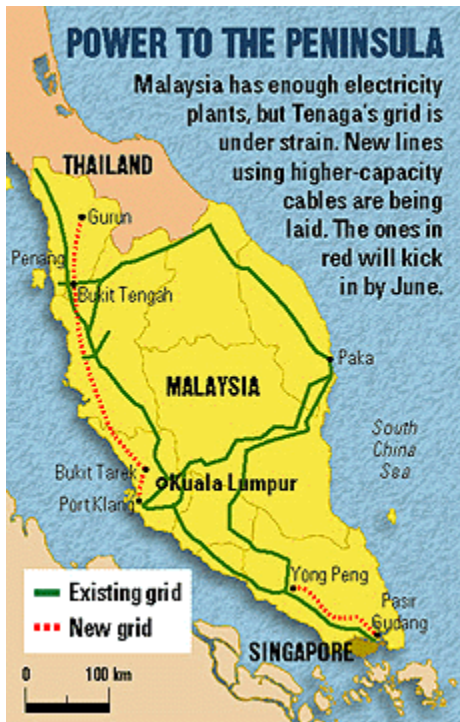 POWER TO THE PENINSULA
Malaysia has enough electricity
plants, but Tenaga's grid is
under strain. New lines
using higher-capacity
cables are being
laid. The ones in
red will kick
in by June.
THAILAND
Gurun
Penang
Bukit Tengah
Paka
MALAYSIA
South
China
Sea
Bukit Tarek
Kuala Lumpur
Port Klang
Yong Peng
Pasir
Gudang
SINGAPORE
Existing grid
New grid
0 100 km